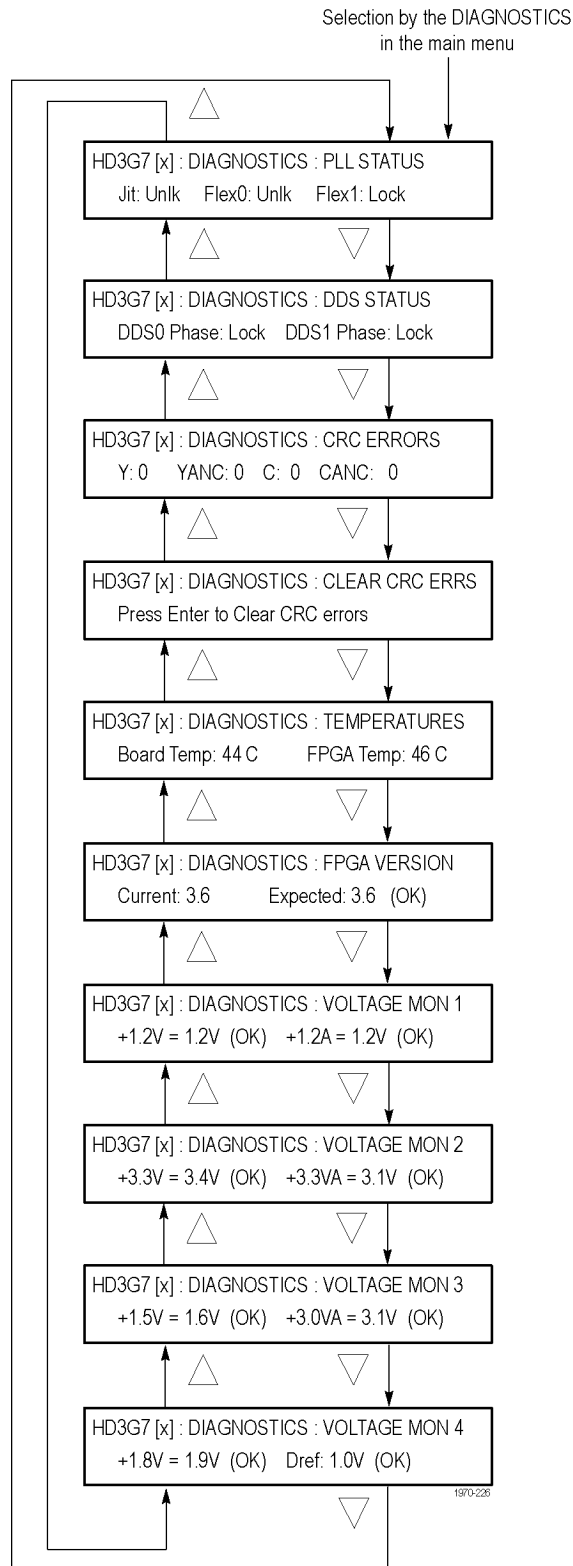 Selection by the DIAGNOSTICS
in the main menu
HD3G7 [x] : DIAGNOSTICS : PLL STATUS
Jit: Unlk Flex0: Unlk Flex1: Lock
HD3G7 [x] : DIAGNOSTICS : DDS STATUS
DDS0 Phase: Lock DDS1 Phase: Lock
HD3G7 [x] : DIAGNOSTICS : CRC ERRORS
Y: 0 YANC: 0 C: 0 CANC: 0
HD3G7 [x] : DIAGNOSTICS : CLEAR CRC ERRS
Press Enter to Clear CRC errors
HD3G7 [x] : DIAGNOSTICS : TEMPERATURES
Board Temp: 44 C FPGA Temp: 46 C
HD3G7 [x] : DIAGNOSTICS : FPGA VERSION
Current: 3.6 Expected: 3.6 (OK)
HD3G7 [x] : DIAGNOSTICS : VOLTAGE MON 1
+1.2V = 1.2V (OK) +1.2A = 1.2V (OK)
HD3G7 [x] : DIAGNOSTICS : VOLTAGE MON 2
+3.3V = 3.4V (OK) +3.3VA = 3.1V (OK)
HD3G7 [x] : DIAGNOSTICS : VOLTAGE MON 3
+1.5V = 1.6V (OK) +3.0VA = 3.1V (OK)
HD3G7 [x] : DIAGNOSTICS : VOLTAGE MON 4
+1.8V = 1.9V (OK) Dref: 1.0V (OK)
1970-226